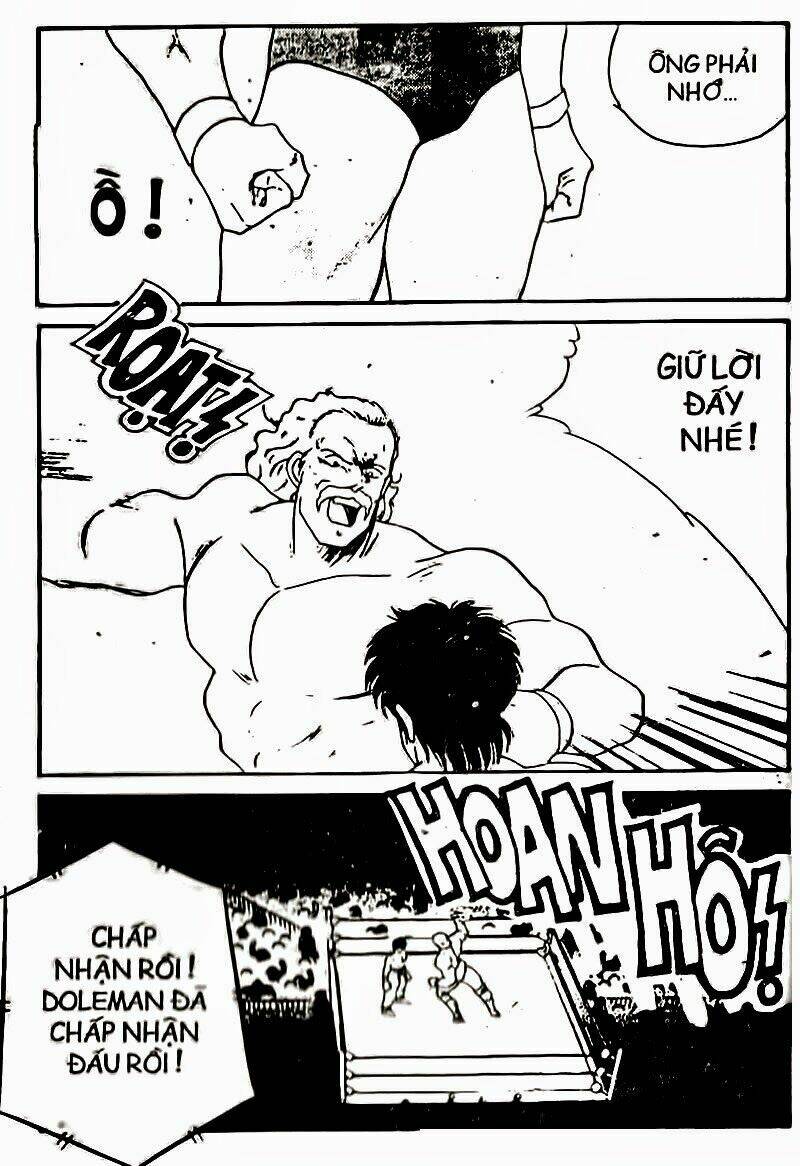 ÔNG PHẢI
NHỚ...
Ồ!
ROẠT!
GIỮ LỜI
ĐẤY
NHÉ!
HOAN
HÔ!
CHẤP
NHẬN RỒI!
DOLEMAN ĐÃ
CHẤP NHẬN
ĐẤU RỒI!